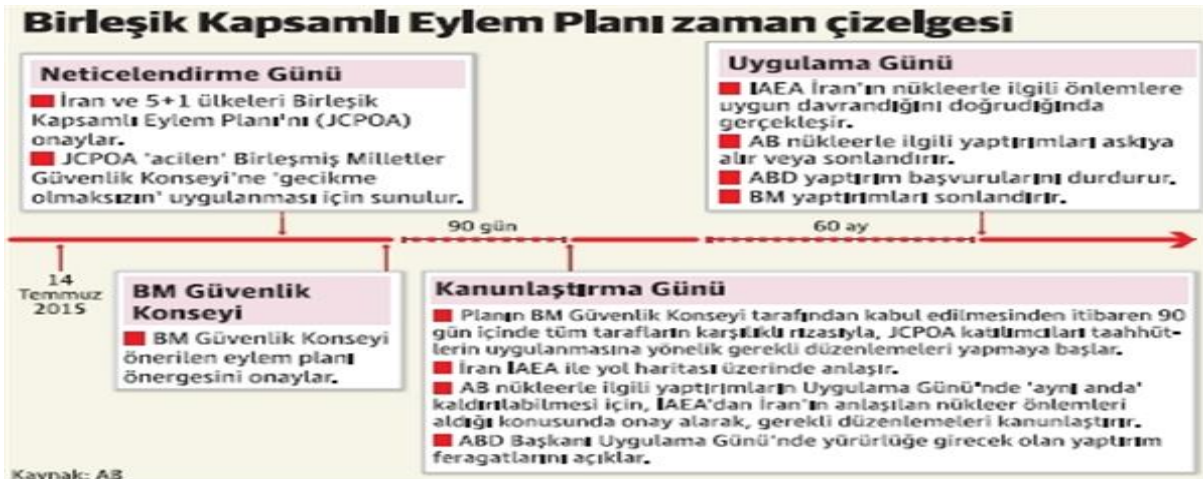 Birleşik Kapsamlı Eylem Planı zaman çizelgesi
Neticelendirme Günü
İran ve 5+1 ülkeleri Birleşik
Kapsamlı Eylem Planı'nı (JCPOA)
onaylar.
JCPOA 'acilen' Birleşmiş Milletler
Güvenlik Konseyi'ne 'gecikme
olmaksızın' uygulanması için sunulur.
Uygulama Günü
IAEA İran'ın nükleerle ilgili önlemlere
uygun davrandığını doğrudığında
gerçekleşir.
AB nükleerle ilgili yaptırımları askıya
alır veya sonlandırır.
ABD yaptırım başvurularını durdurur.
BM yaptırımları sonlandırır.
90 gün
60 ay
14
Temmuz
2015
BM Güvenlik
Konseyi
BM Güvenlik Konseyi
önerilen eylem planı
önergesini onaylar.
Kanunlaştırma Günü
Planın BM Güvenlik Konseyi tarafından kabul edilmesinden itibaren 90
gün içinde tüm tarafların karşılıklı rızasıyla, JCPOA katılımcıları taahhüt-
lerin uygulanmasına yönelik gerekli düzenlemeleri yapmaya başlar.
İran İAEA ile yol haritası üzerinde anlaşır.
AB nükleerle ilgili yaptırımların Uygulama Günü'nde 'aynı anda'
kaldırılabilmesi için, İAEA'dan İran'ın anlaşılan nükleer önlemleri
aldığı konusunda onay alarak, gerekli düzenlemeleri kanunlaştırır.
ABD Başkanı Uygulama Günü'nde yürürlüğe girecek olan yaptırım
feragatlarını açıklar.
Kaynak: AB